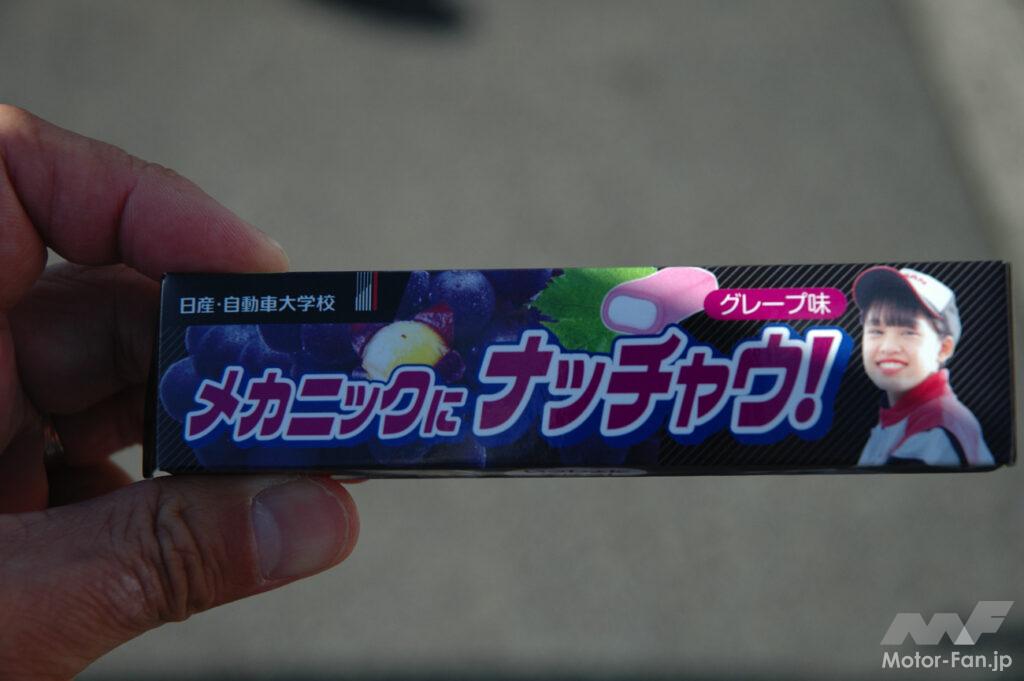 日産・自動車大学校
グレープ味
メカニックにナッチャウ!
Motor-Fan.jp